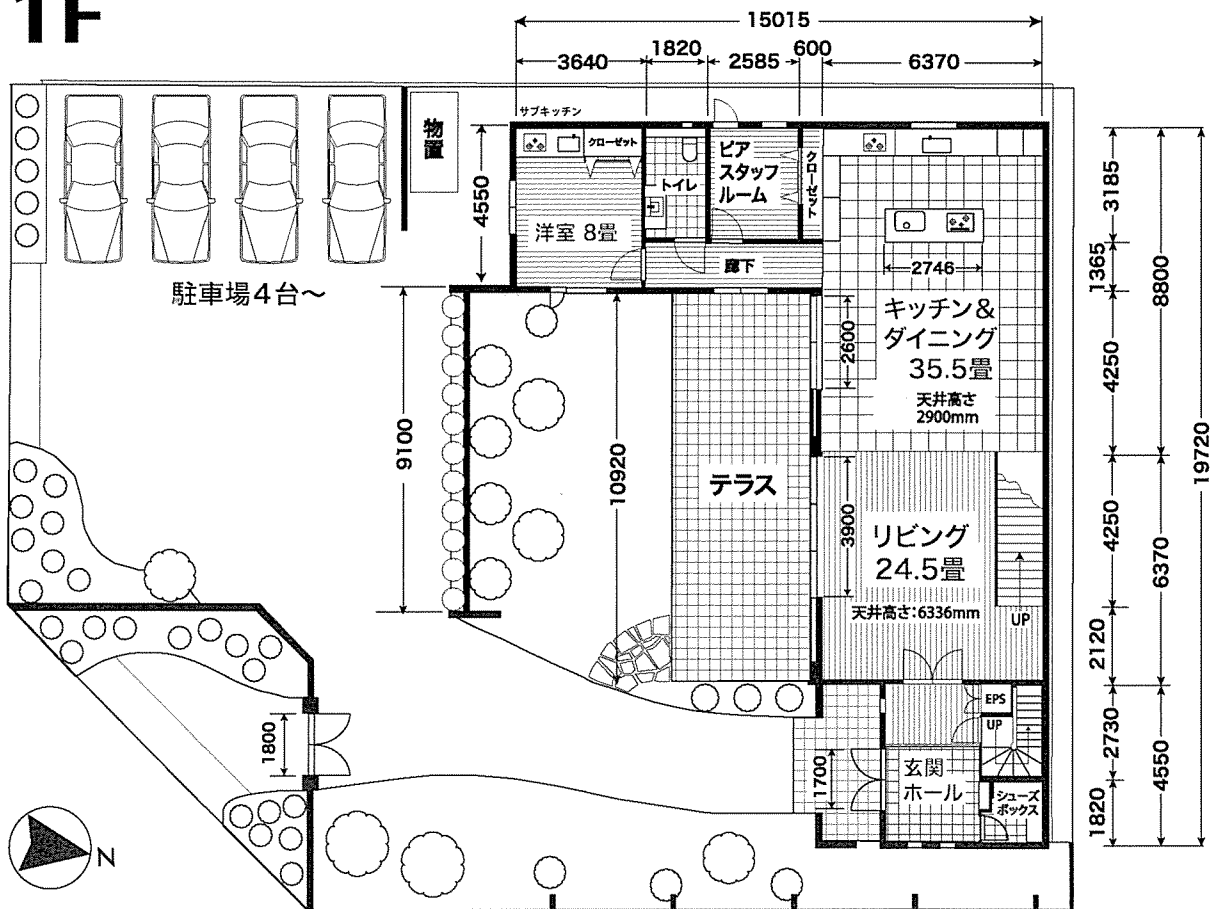 1F
15015
3640
1820
2585
600
6370
サブキッチン
クローゼット
物置
トイレ
ピア
スタッフ
ルーム
クローゼット
4550
洋室 8畳
廊下
2746
駐車場4台～
キッチン&
ダイニング
35.5畳
天井高さ
2900mm
2600
9100
10920
テラス
3900
リビング
24.5畳
天井高さ:6336mm
UP
EPS
UP
1800
1700
玄関
ホール
シューズ
ボックス
N
3185
1365
4250
4250
2120
2730
1820
8800
6370
4550
19720